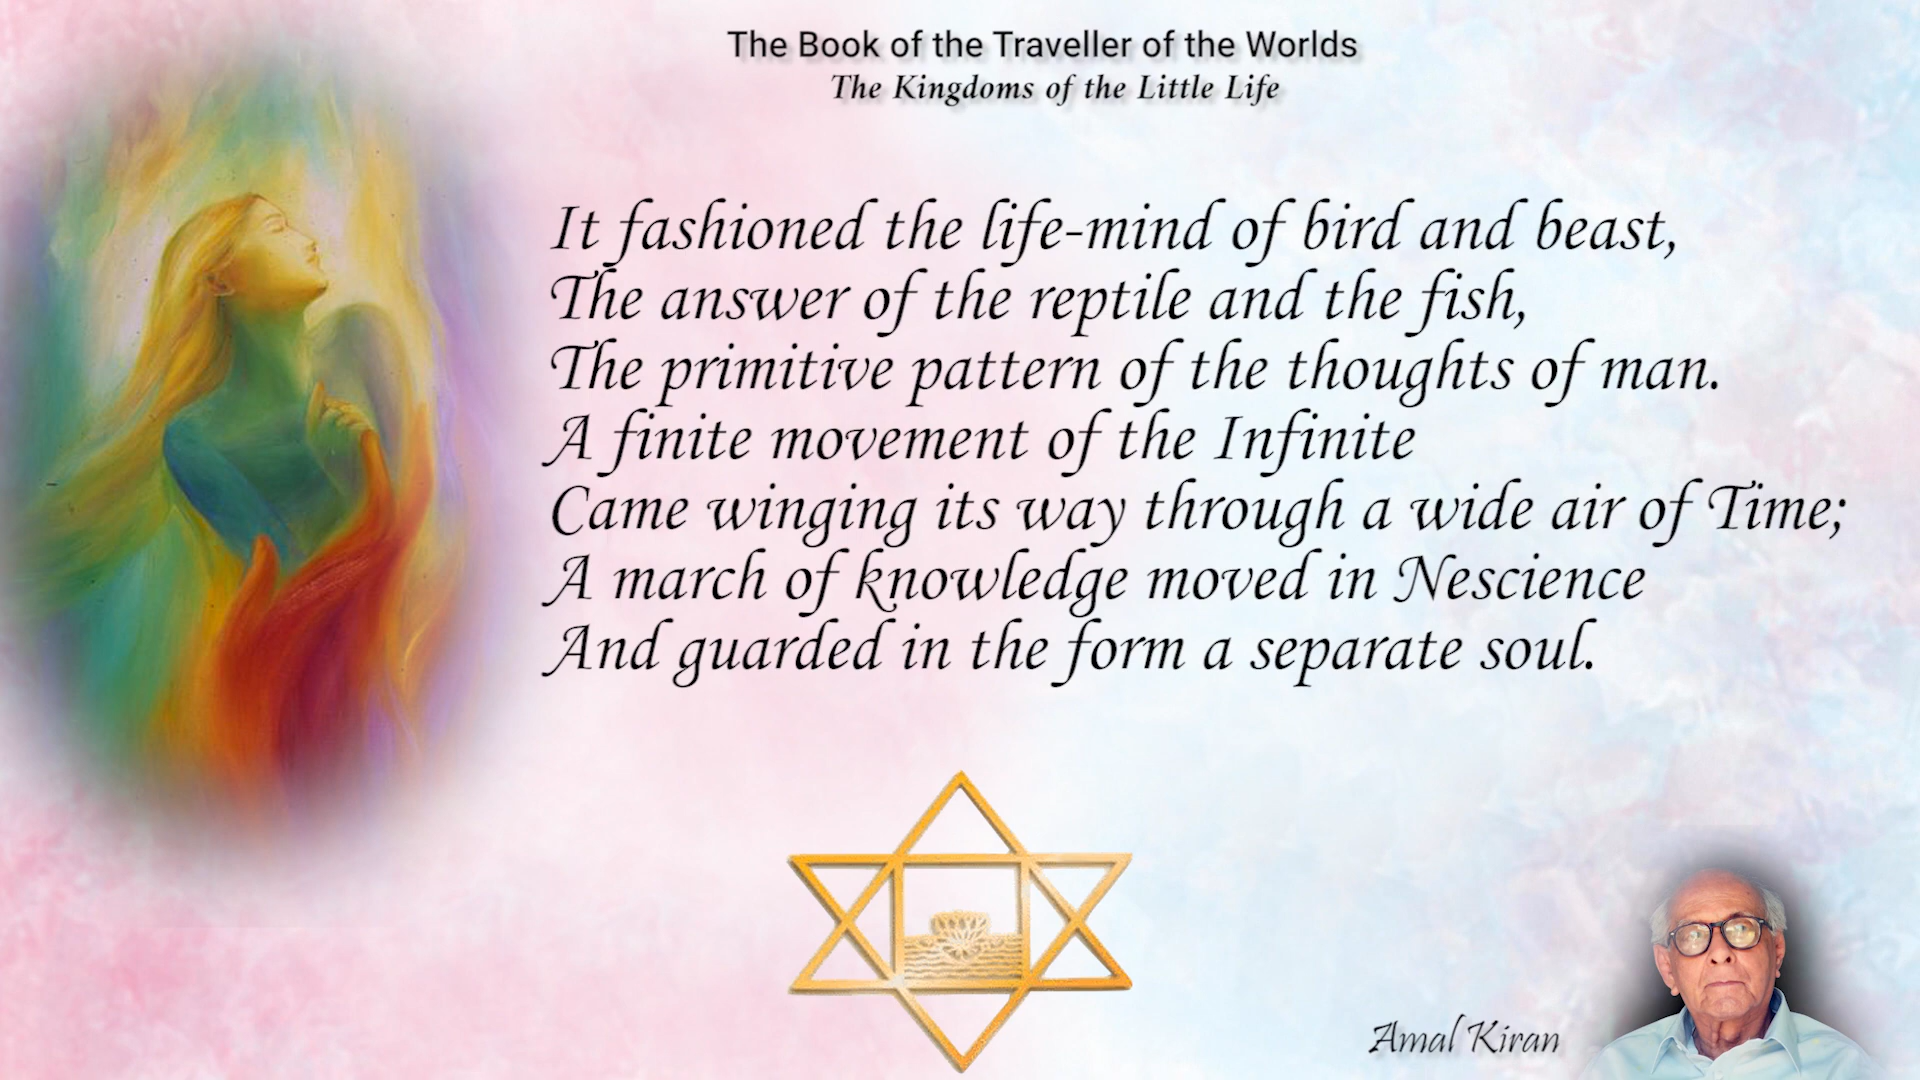 The Book of the Traveller of the Worlds
The Kingdoms of the Little Life
It fashioned the life-mind of bird and beast,
The answer of the reptile and the fish,
The primitive pattern of the thoughts of man.
A finite movement of the Infinite
Came winging its way through a wide air of Time;
A march of knowledge moved in Nescience
And guarded in the form a separate soul.
Amal Kiran